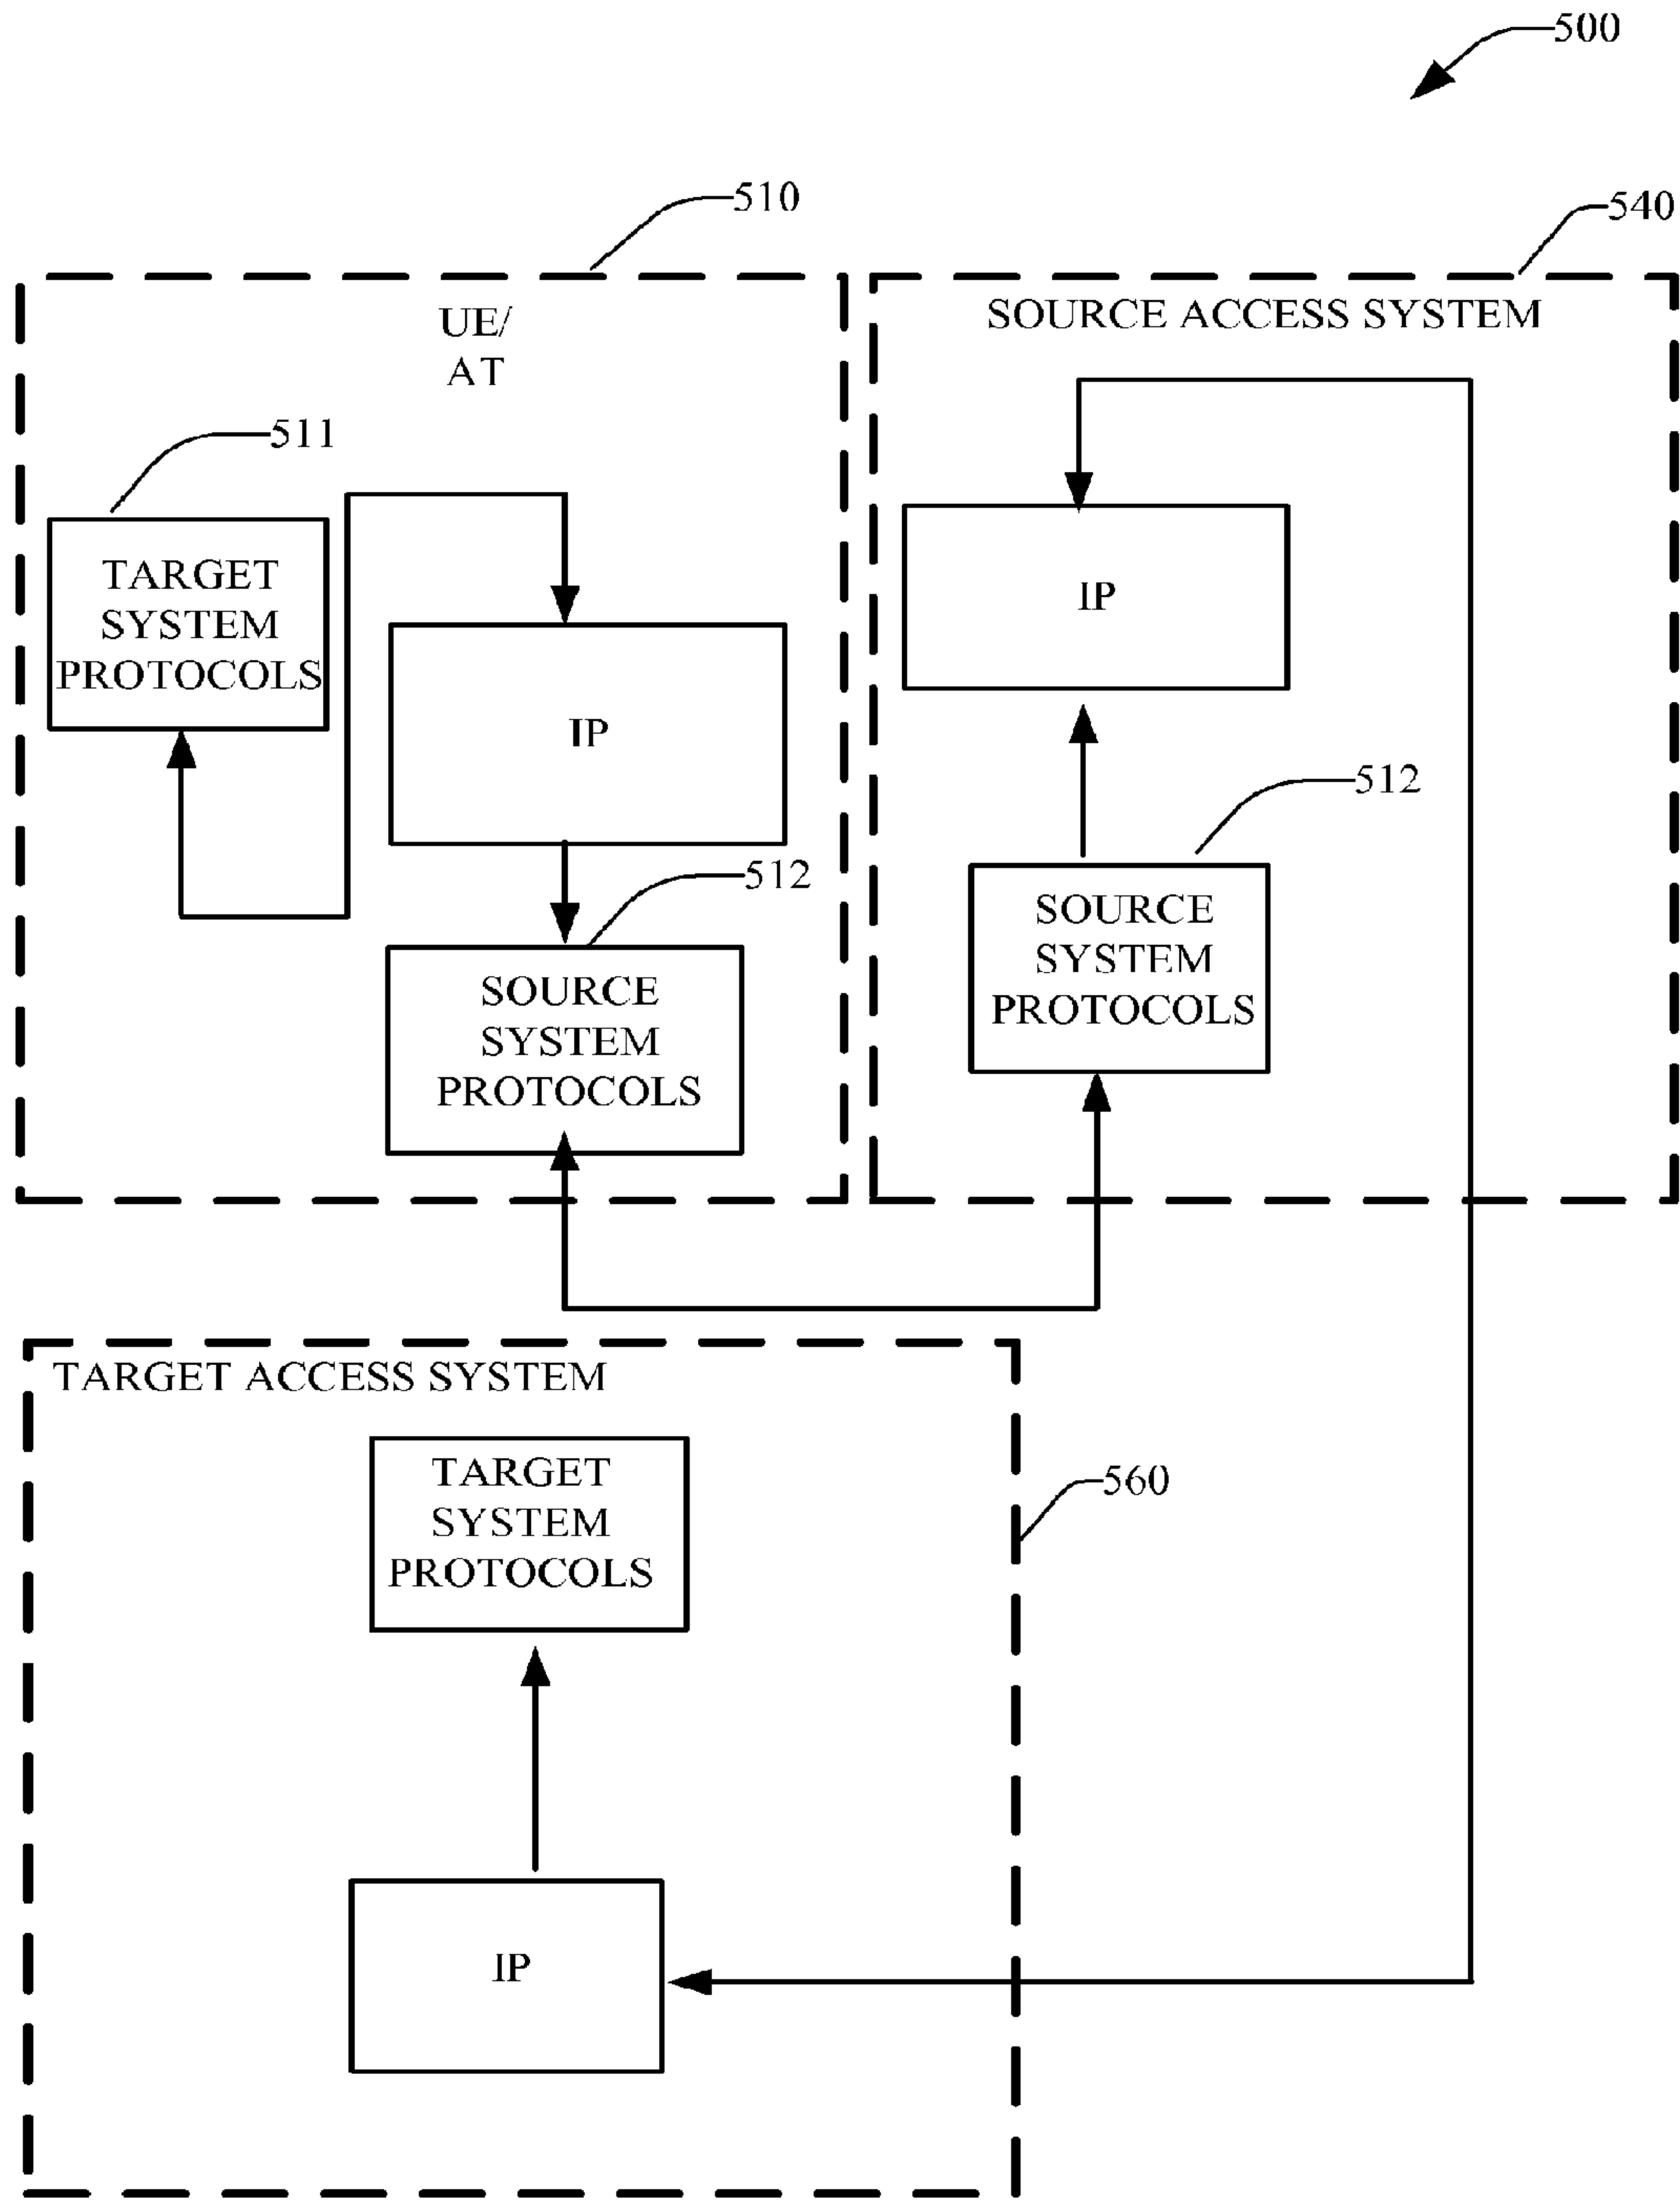 500
510
540
UE/
AT
SOURCE ACCESS SYSTEM
511
TARGET
SYSTEM
PROTOCOLS
IP
IP
512
SOURCE
SYSTEM
PROTOCOLS
512
SOURCE
SYSTEM
PROTOCOLS
TARGET ACCESS SYSTEM
TARGET
SYSTEM
PROTOCOLS
560
IP